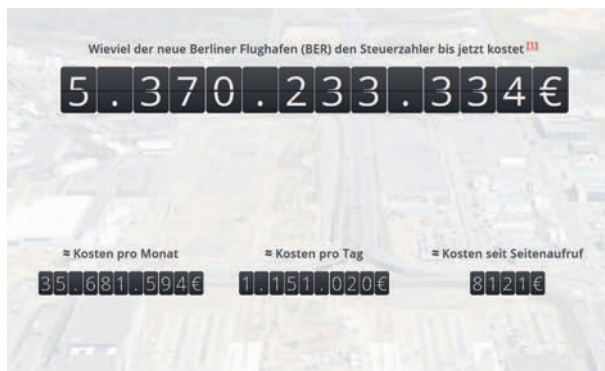 Wieviel der neue Berliner Flughafen (BER) den Steuerzahler bis jetzt kostet [1]
5.370.233.334€
≈ Kosten pro Monat
35.681.594€
≈ Kosten pro Tag
1.151.020€
≈ Kosten seit Seitenaufruf
8121€